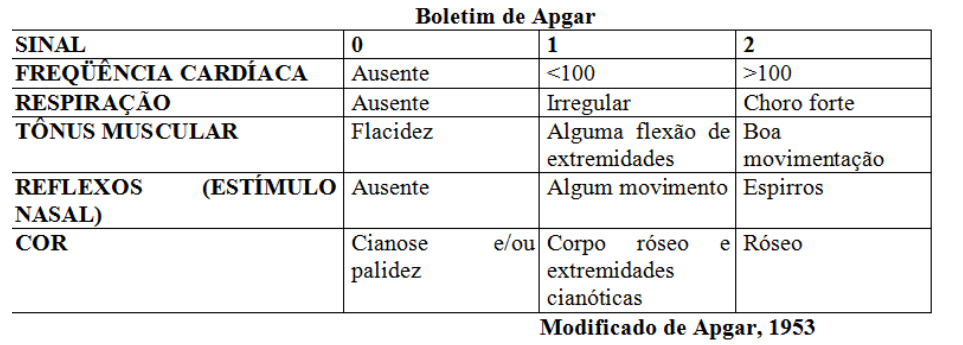 Boletim de Apgar
SINAL 0 1 2
FREQÜÊNCIA CARDÍACA Ausente <100 >100
RESPIRAÇÃO Ausente Irregular Choro forte
TÔNUS MUSCULAR Flacidez Alguma flexão de Boa
extremidades movimentação
REFLEXOS (ESTÍMULO Ausente Algum movimento Espirros
NASAL)
COR Cianose e/ou Corpo róseo e Róseo
palidez extremidades
cianóticas
Modificado de Apgar, 1953